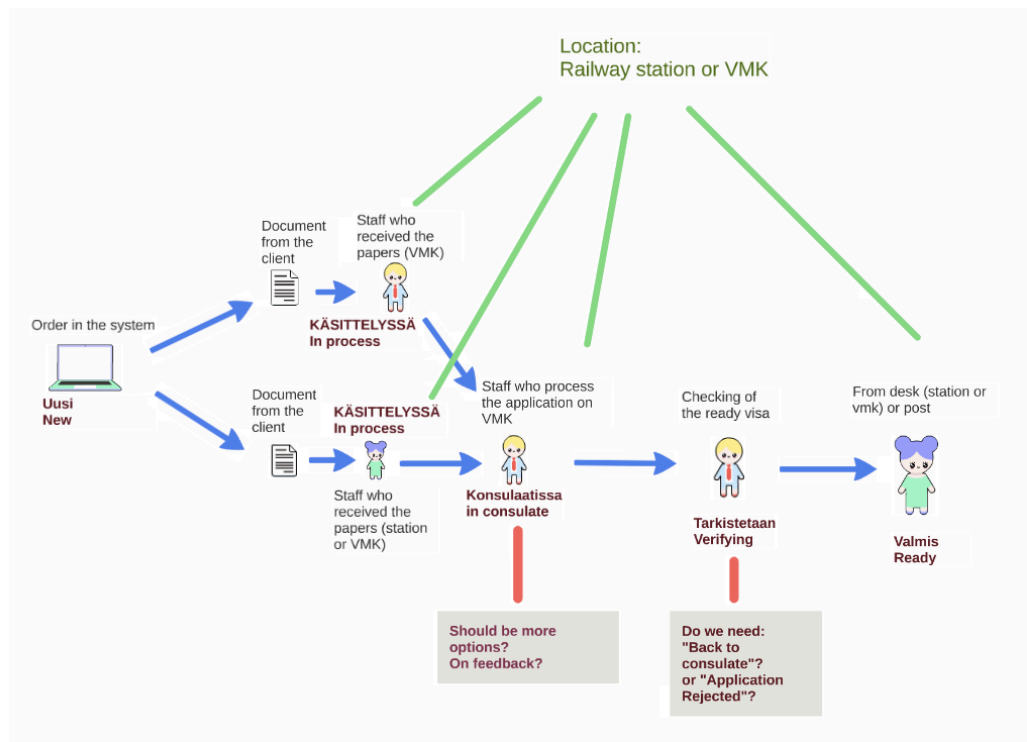 Location:
Railway station or VMK
Document
from the
client
Staff who
received the
papers (VMK)
KÄSITTELYSSÄ
In process
Order in the system
Uusi
New
Document
from the
client
KÄSITTELYSSÄ
In process
Staff who
received the
papers (station
or VMK)
Staff who process
the application on
VMK
Konsulaatissa
in consulate
Checking of
the ready visa
Tarkistetaan
Verifying
From desk (station or
vmk) or post
Valmis
Ready
Should be more
options?
On feedback?
Do we need:
"Back to
consulate"?
or "Application
Rejected"?